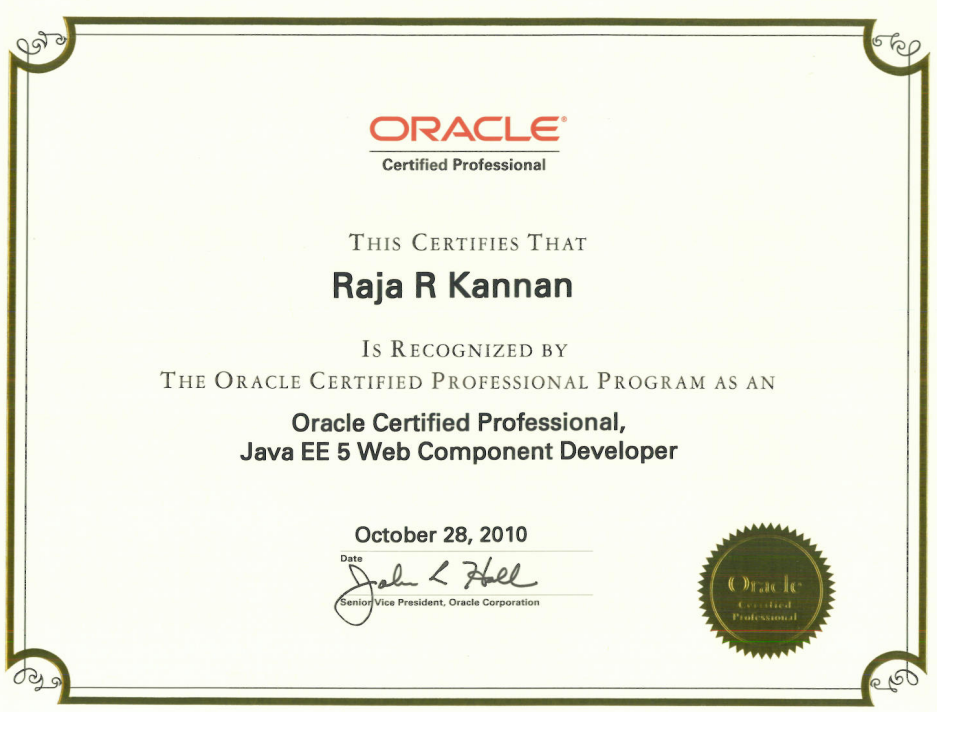 ORACLE®
Certified Professional
THIS CERTIFIES THAT
Raja R Kannan
IS RECOGNIZED BY
THE ORACLE CERTIFIED PROFESSIONAL PROGRAM AS AN
Oracle Certified Professional,
Java EE 5 Web Component Developer
October 28, 2010
Date
John L Hall
Senior Vice President, Oracle Corporation
Oracle
Certified
Professional